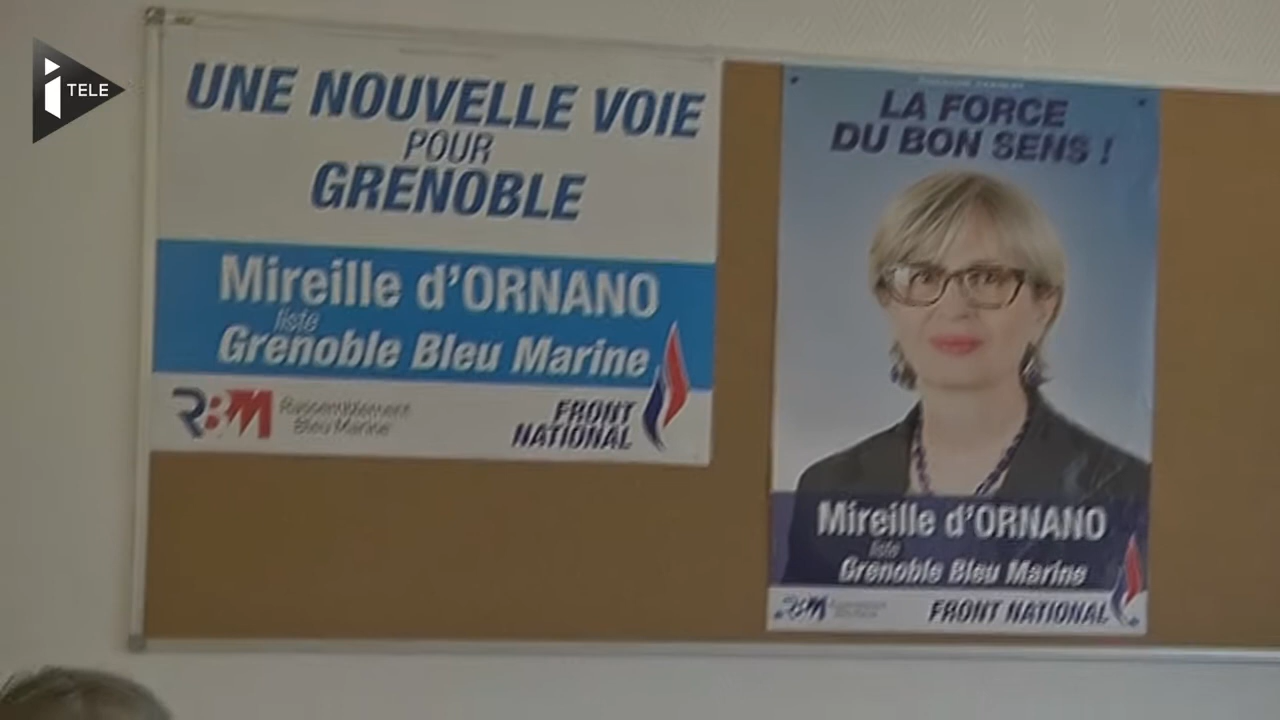 i TELE
UNE NOUVELLE VOIE
POUR
GRENOBLE
Mireille d'ORNANO
liste
Grenoble Bleu Marine
RBM
Rassemblement
Bleu Marine
FRONT
NATIONAL
LA FORCE
DU BON SENS !
Mireille d'ORNANO
liste
Grenoble Bleu Marine
RBM
FRONT NATIONAL